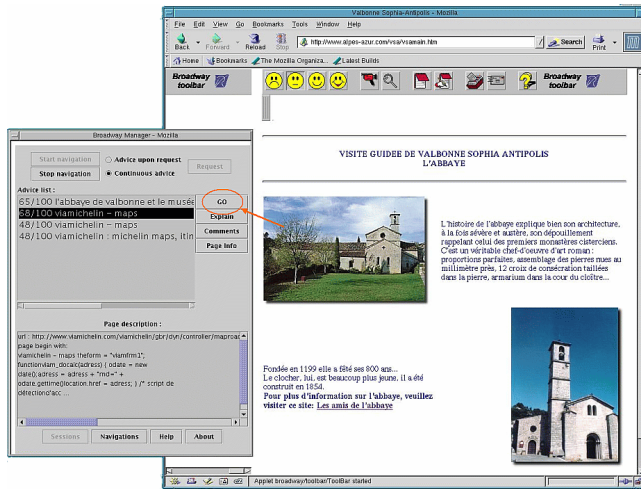 Valbonne Sophia-Antipolis - Mozilla
File Edit View Go Bookmarks Tools Window Help
Back Forward Reload Stop http://www.alpes-azur.com/vsa/vsamain.htm Search Print
Home Bookmarks The Mozilla Organiza... Latest Builds
Broadway toolbar Broadway toolbar
VISITE GUIDEE DE VALBONNE SOPHIA ANTIPOLIS
L'ABBAYE
L'histoire de l'abbaye explique bien son architecture,
à la fois sévère et austère, son dépouillement
rappelant celui des premiers monastères cisterciens.
C'est un véritable chef-d'oeuvre d'art roman :
proportions parfaites, assemblage des pierres nues au
millimètre près, 12 croix de consécration taillées
dans la pierre, armarium dans la cour du cloître...
Fondée en 1199 elle a fêté ses 800 ans...
Le clocher, lui, est beaucoup plus jeune, il a été
construit en 1854.
Pour plus d'information sur l'abbaye, veuillez
visiter ce site: Les amis de l'abbaye
Applet broadway/toolbar/ToolBar started
Broadway Manager - Mozilla
Start navigation Advice upon request Request
Stop navigation Continuous advice
Advice list :
65/100 l'abbaye de valbonne et le musée
68/100 viamichelin - maps
48/100 viamichelin - maps
48/100 viamichelin : michelin maps, itin
GO
Explain
Comments
Page Info
Page description :
url : http://www.viamichelin.com/viamichelin/gbr/dyn/controller/maproad
page begin with:
viamichelin - maps theform = "viamfrm1";
functionviam_docalc(adress) { odate = new
date();adress = adress + "rnd=" +
odate.gettime()location.href = adress; } /* script de
détectiond'acc ...
Sessions Navigations Help About